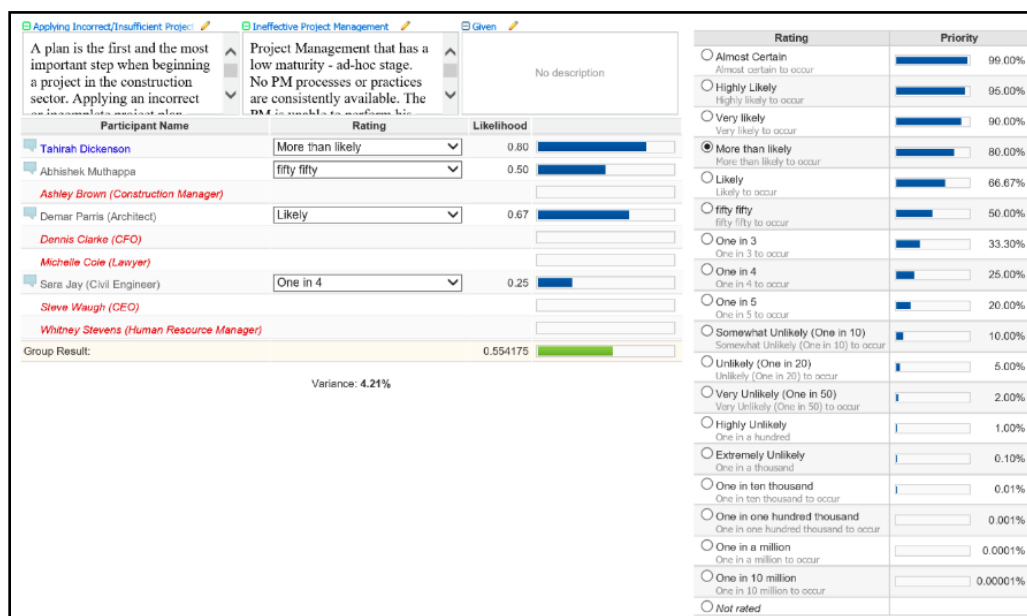 Applying Incorrect/Insufficient Project
Ineffective Project Management
Given
A plan is the first and the most
important step when beginning
a project in the construction
sector. Applying an incorrect
or incomplete project plan
Project Management that has a
low maturity - ad-hoc stage.
No PM processes or practices
are consistently available. The
PM is unable to perform his
No description
Participant Name Rating Likelihood
Tahirah Dickenson More than likely 0.80
Abhishek Muthappa fifty fifty 0.50
Ashley Brown (Construction Manager)
Demar Parris (Architect) Likely 0.67
Dennis Clarke (CFO)
Michelle Cole (Lawyer)
Sara Jay (Civil Engineer) One in 4 0.25
Steve Waugh (CEO)
Whitney Stevens (Human Resource Manager)
Group Result: 0.554175
Variance: 4.21%
Rating Priority
Almost Certain 99.00%
Almost certain to occur
Highly Likely 95.00%
Highly likely to occur
Very likely 90.00%
Very likely to occur
More than likely 80.00%
More than likely to occur
Likely 66.67%
Likely to occur
fifty fifty 50.00%
fifty fifty to occur
One in 3 33.30%
One in 3 to occur
One in 4 25.00%
One in 4 to occur
One in 5 20.00%
One in 5 to occur
Somewhat Unlikely (One in 10) 10.00%
Somewhat Unlikely (One in 10) to occur
Unlikely (One in 20) 5.00%
Unlikely (One in 20) to occur
Very Unlikely (One in 50) 2.00%
Very Unlikely (One in 50) to occur
Highly Unlikely 1.00%
One in a hundred
Extremely Unlikely 0.10%
One in a thousand
One in ten thousand 0.01%
One in ten thousand to occur
One in one hundred thousand 0.001%
One in one hundred thousand to occur
One in a million 0.0001%
One in a million to occur
One in 10 million 0.00001%
One in 10 million to occur
Not rated